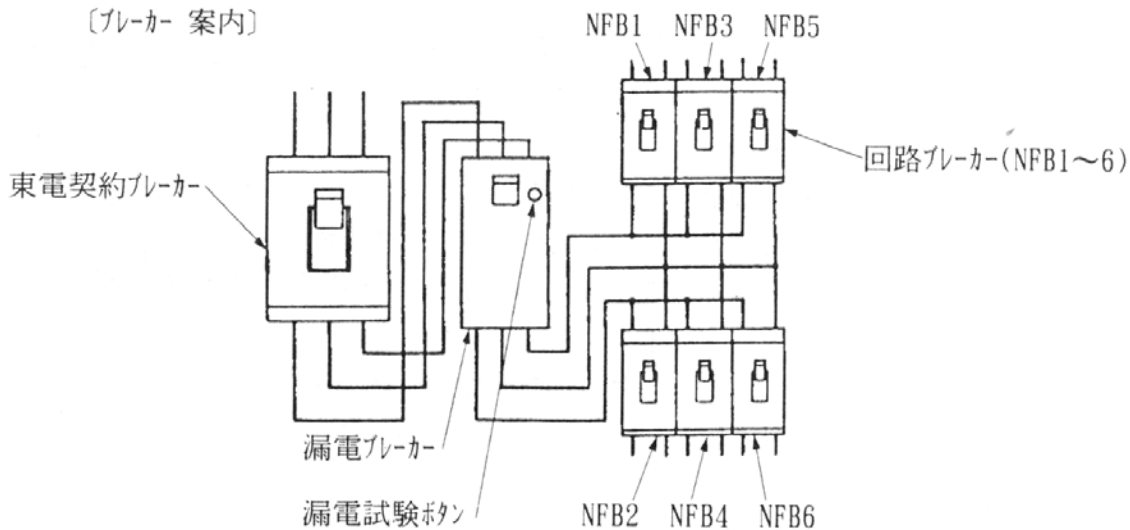 〔ブレーカー 案内〕
NFB1 NFB3 NFB5
回路ブレーカー(NFB1〜6)
東電契約ブレーカー
漏電ブレーカー
漏電試験ボタン
NFB2 NFB4 NFB6